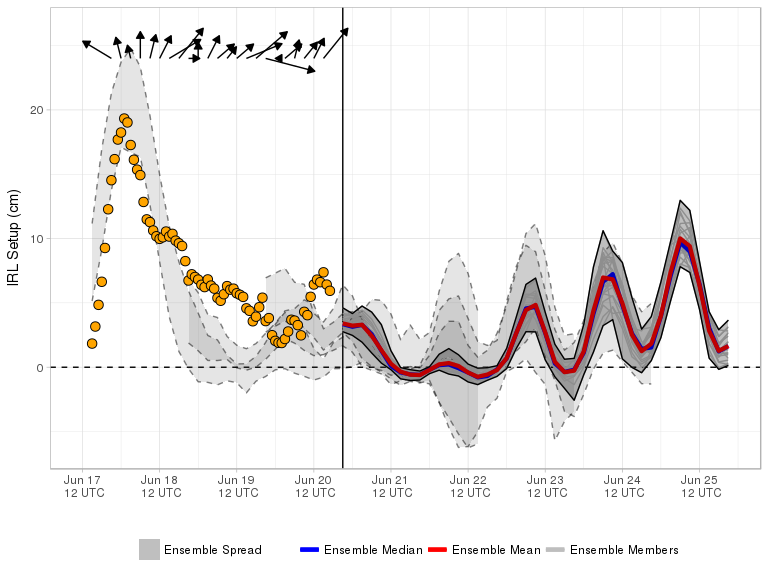 IRL Setup (cm)
20
10
0
Jun 17 Jun 18 Jun 19 Jun 20 Jun 21 Jun 22 Jun 23 Jun 24 Jun 25
12 UTC 12 UTC 12 UTC 12 UTC 12 UTC 12 UTC 12 UTC 12 UTC 12 UTC
Ensemble Spread Ensemble Median Ensemble Mean Ensemble Members